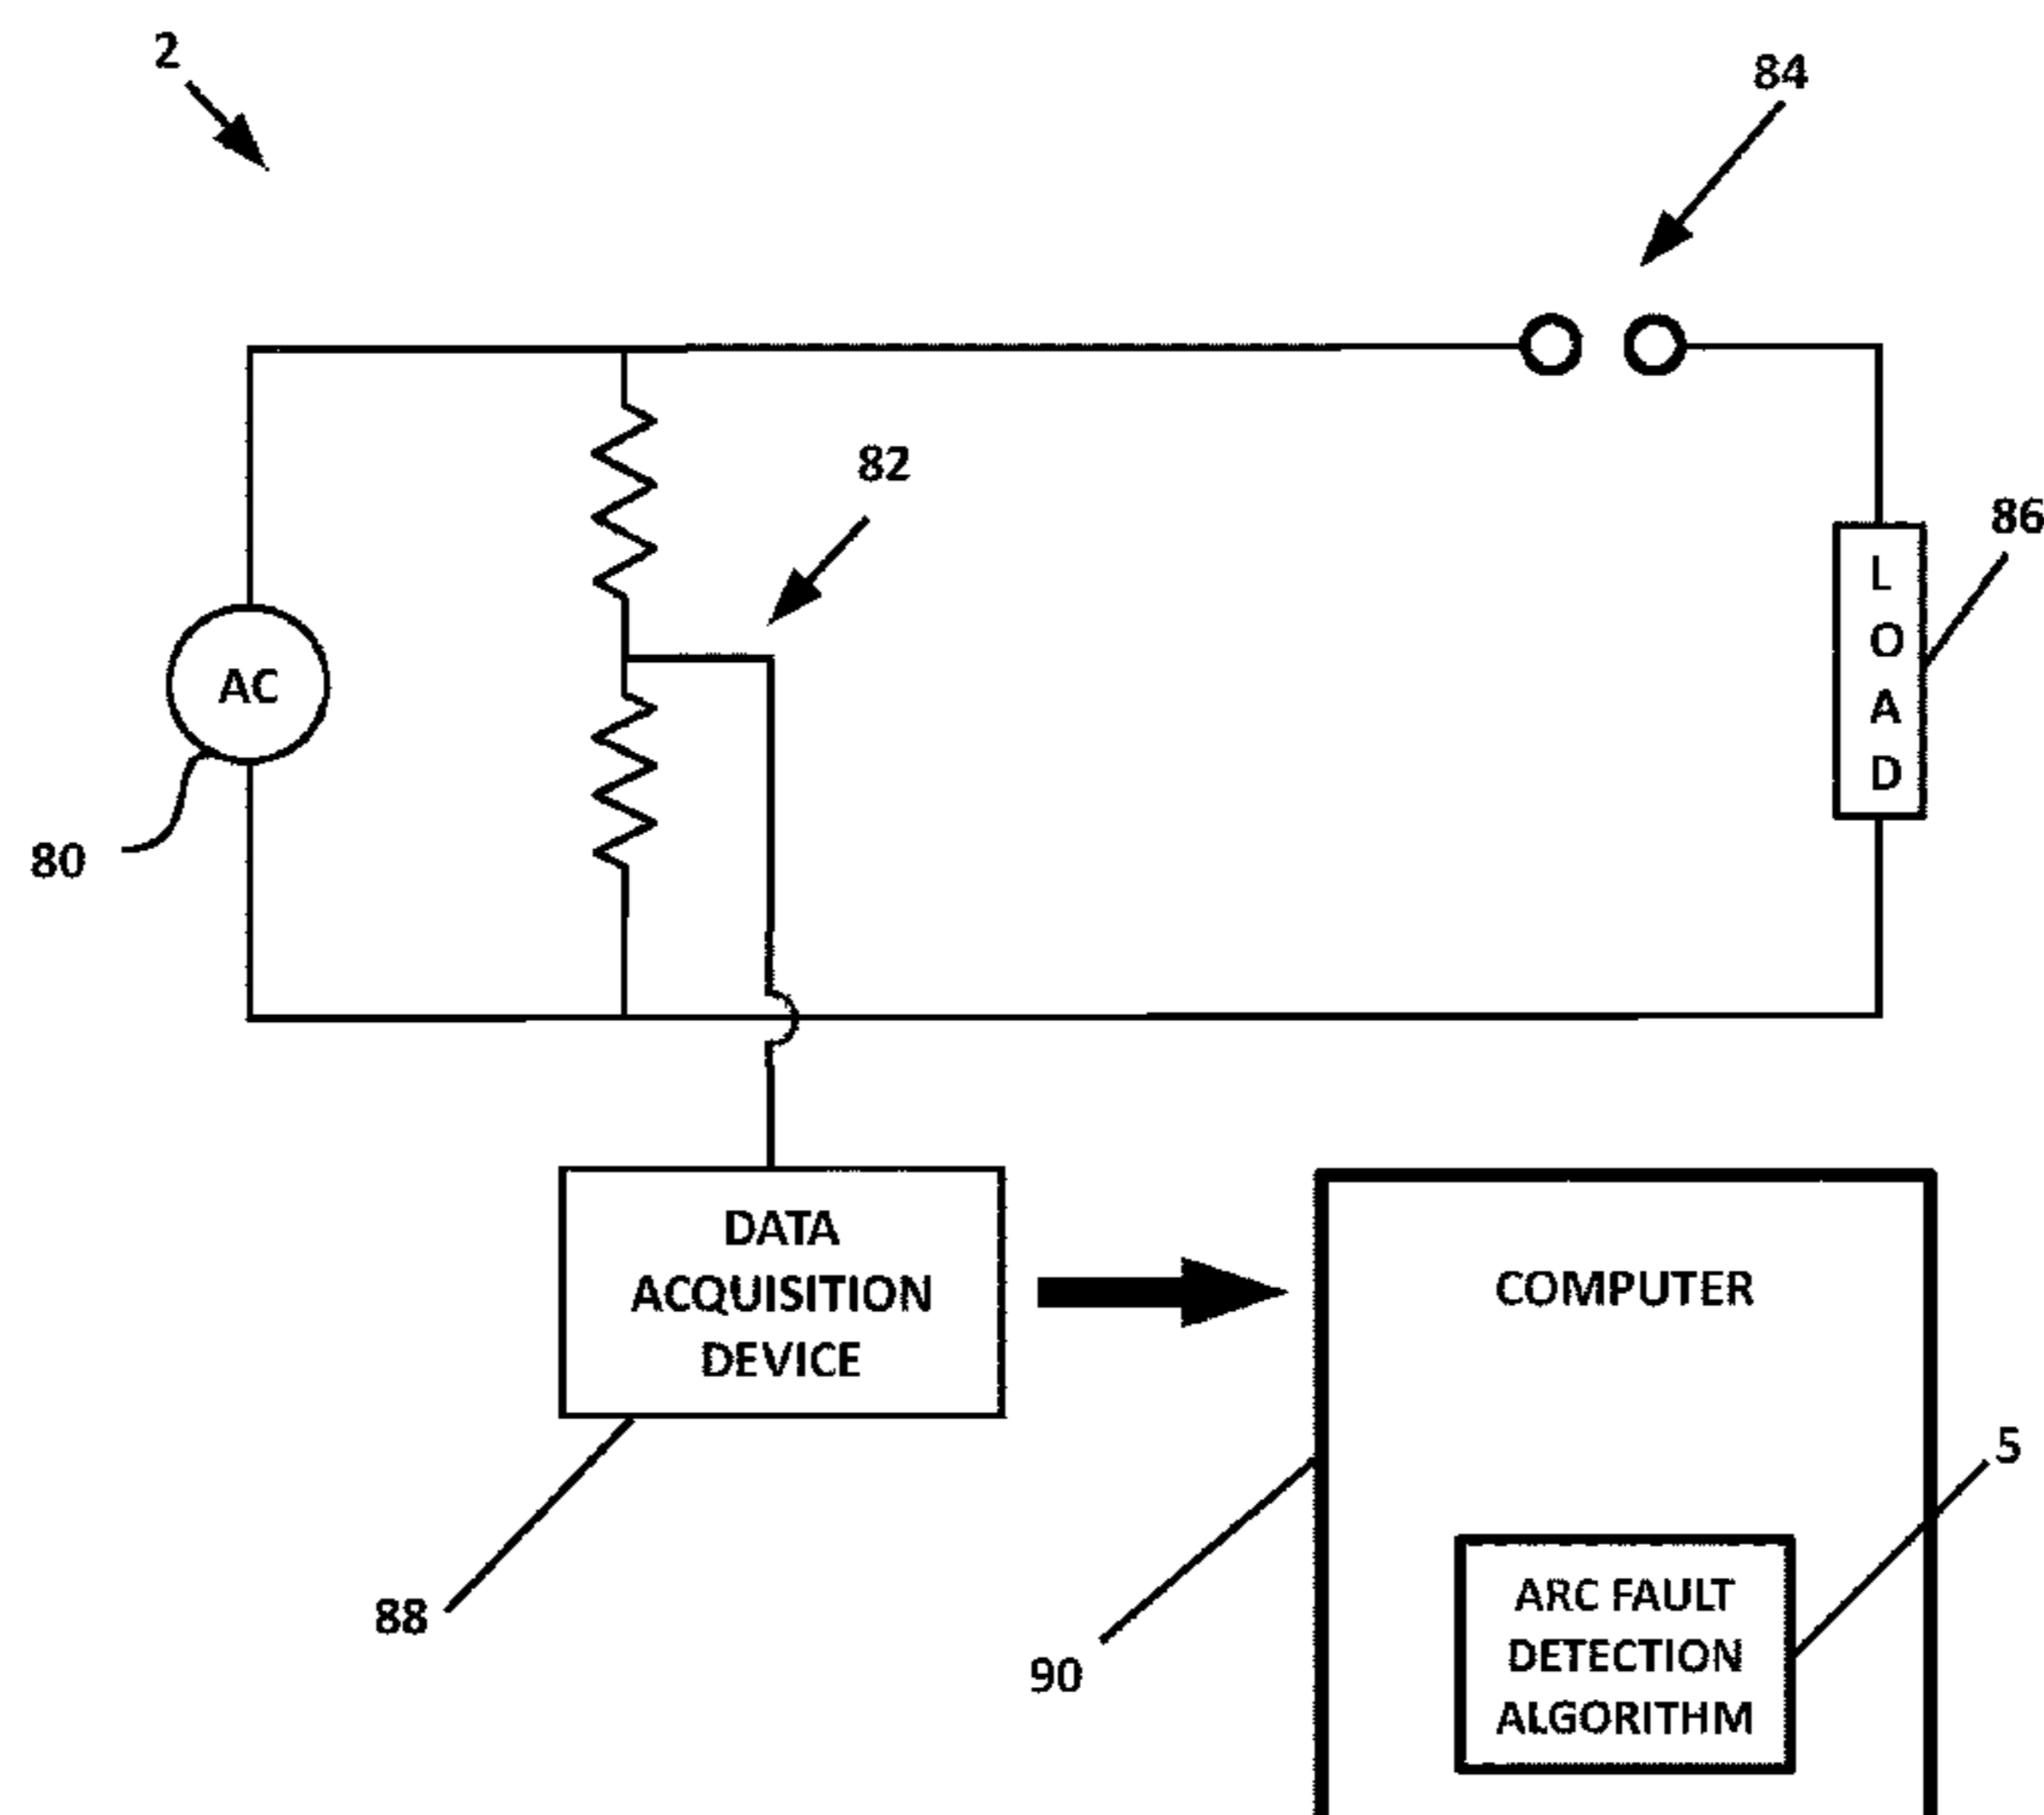 2
84
82
86
L
O
A
D
AC
80
DATA
ACQUISITION
DEVICE
COMPUTER
5
88
90
ARC FAULT
DETECTION
ALGORITHM